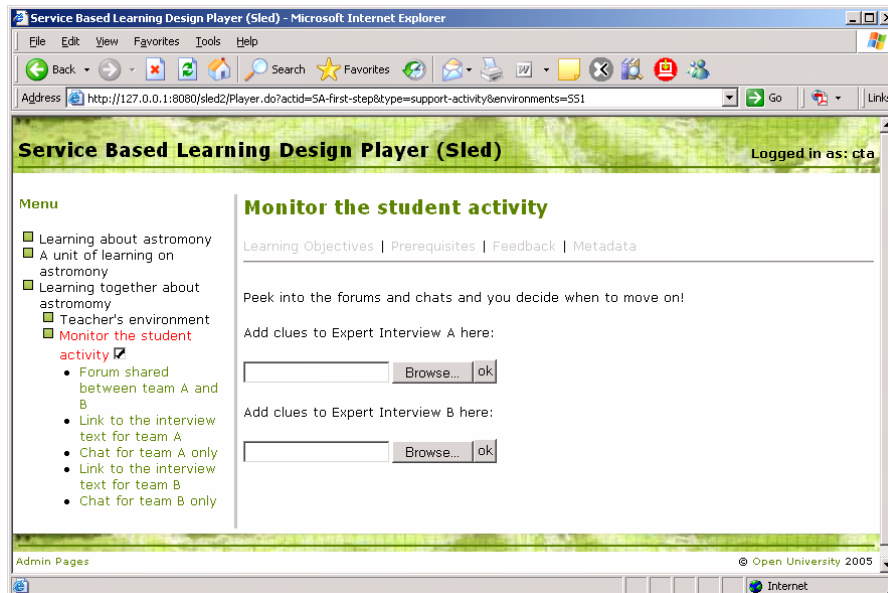 Service Based Learning Design Player (Sled) - Microsoft Internet Explorer
File Edit View Favorites Tools Help
Back Search Favorites
Address http://127.0.0.1:8080/sled2/Player.do?actid=SA-first-step&type=support-activity&environments=SS1 Go Links
Service Based Learning Design Player (Sled)
Logged in as: cta
Menu
Learning about astromony
A unit of learning on
astromony
Learning together about
astromomy
Teacher's environment
Monitor the student
activity
Forum shared
between team A and
B
Link to the interview
text for team A
Chat for team A only
Link to the interview
text for team B
Chat for team B only
Monitor the student activity
Learning Objectives | Prerequisites | Feedback | Metadata
Peek into the forums and chats and you decide when to move on!
Add clues to Expert Interview A here:
Browse... ok
Add clues to Expert Interview B here:
Browse... ok
Admin Pages
© Open University 2005
Internet